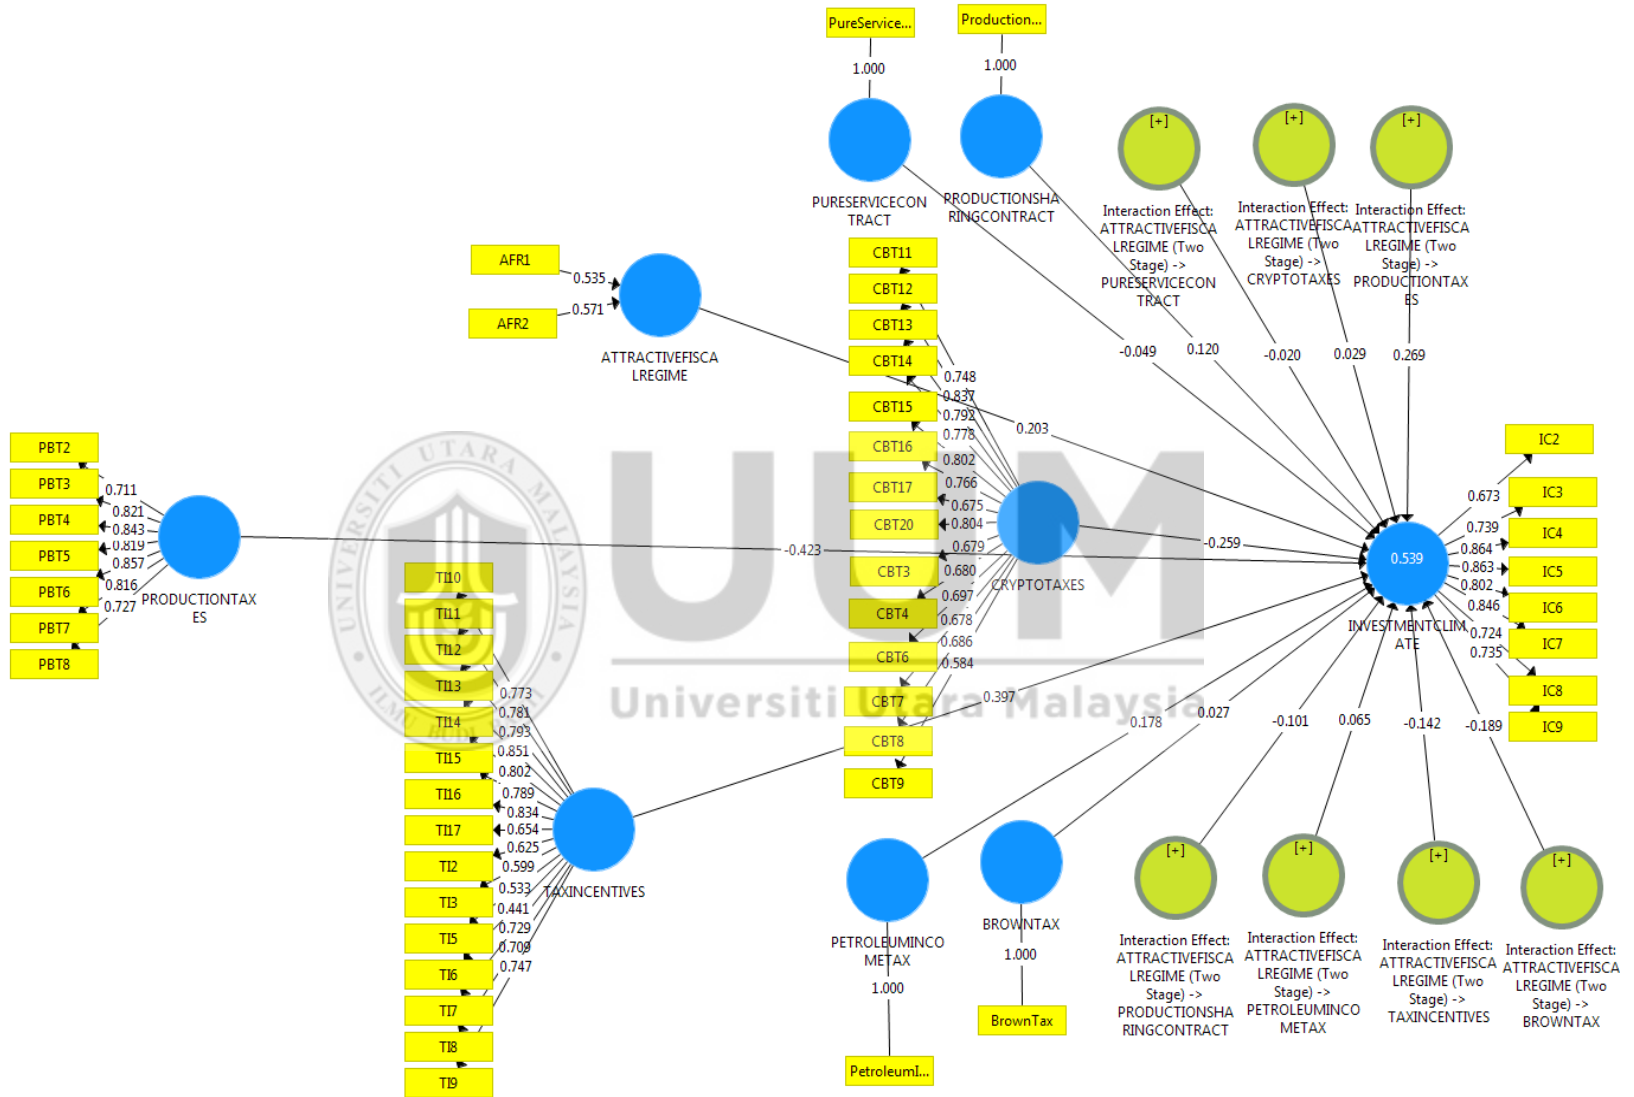 PureService...
Production...
1.000
1.000
[+]
[+]
[+]
PURESERVICECON
TRACT
PRODUCTIONSHA
RINGCONTRACT
Interaction Effect:
ATTRACTIVEFISCA
LREGIME (Two
Stage) ->
PURESERVICECON
TRACT
Interaction Effect:
ATTRACTIVEFISCA
LREGIME (Two
Stage) ->
CRYPTOTAXES
Interaction Effect:
ATTRACTIVEFISCA
LREGIME (Two
Stage) ->
PRODUCTIONTAX
ES
AFR1
AFR2
0.535
0.571
ATTRACTIVEFISCA
LREGIME
CBT11
CBT12
CBT13
CBT14
CBT15
CBT16
CBT17
CBT20
CBT3
CBT4
CBT6
CBT7
CBT8
CBT9
0.748
0.837
0.792
0.778
0.802
0.766
0.675
0.804
0.679
0.680
0.697
0.678
0.686
0.584
CRYPTOTAXES
-0.049
0.120
-0.020
0.029
0.269
0.203
-0.259
-0.423
0.397
0.178
0.027
-0.101
0.065
-0.142
-0.189
PBT2
PBT3
PBT4
PBT5
PBT6
PBT7
PBT8
0.711
0.821
0.843
0.819
0.857
0.816
0.727
PRODUCTIONTAX
ES
TI10
TI11
TI12
TI13
TI14
TI15
TI16
TI17
TI2
TI3
TI5
TI6
TI7
TI8
TI9
0.773
0.781
0.793
0.851
0.802
0.789
0.834
0.654
0.625
0.599
0.533
0.441
0.729
0.709
0.747
TAXINCENTIVES
0.539
INVESTMENTCLIM
ATE
IC2
IC3
IC4
IC5
IC6
IC7
IC8
IC9
0.673
0.739
0.864
0.863
0.802
0.846
0.724
0.735
UNIVERSITI UTARA MALAYSIA
ILMU BUDI
UUM
Universiti Utara Malaysia
PETROLEUMINCO
METAX
1.000
PetroleumI...
BROWNTAX
1.000
BrownTax
[+]
[+]
[+]
[+]
Interaction Effect:
ATTRACTIVEFISCA
LREGIME (Two
Stage) ->
PRODUCTIONSHA
RINGCONTRACT
Interaction Effect:
ATTRACTIVEFISCA
LREGIME (Two
Stage) ->
PETROLEUMINCO
METAX
Interaction Effect:
ATTRACTIVEFISCA
LREGIME (Two
Stage) ->
TAXINCENTIVES
Interaction Effect:
ATTRACTIVEFISCA
LREGIME (Two
Stage) ->
BROWNTAX